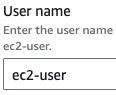 User name
Enter the user name
ec2-user.
ec2-user